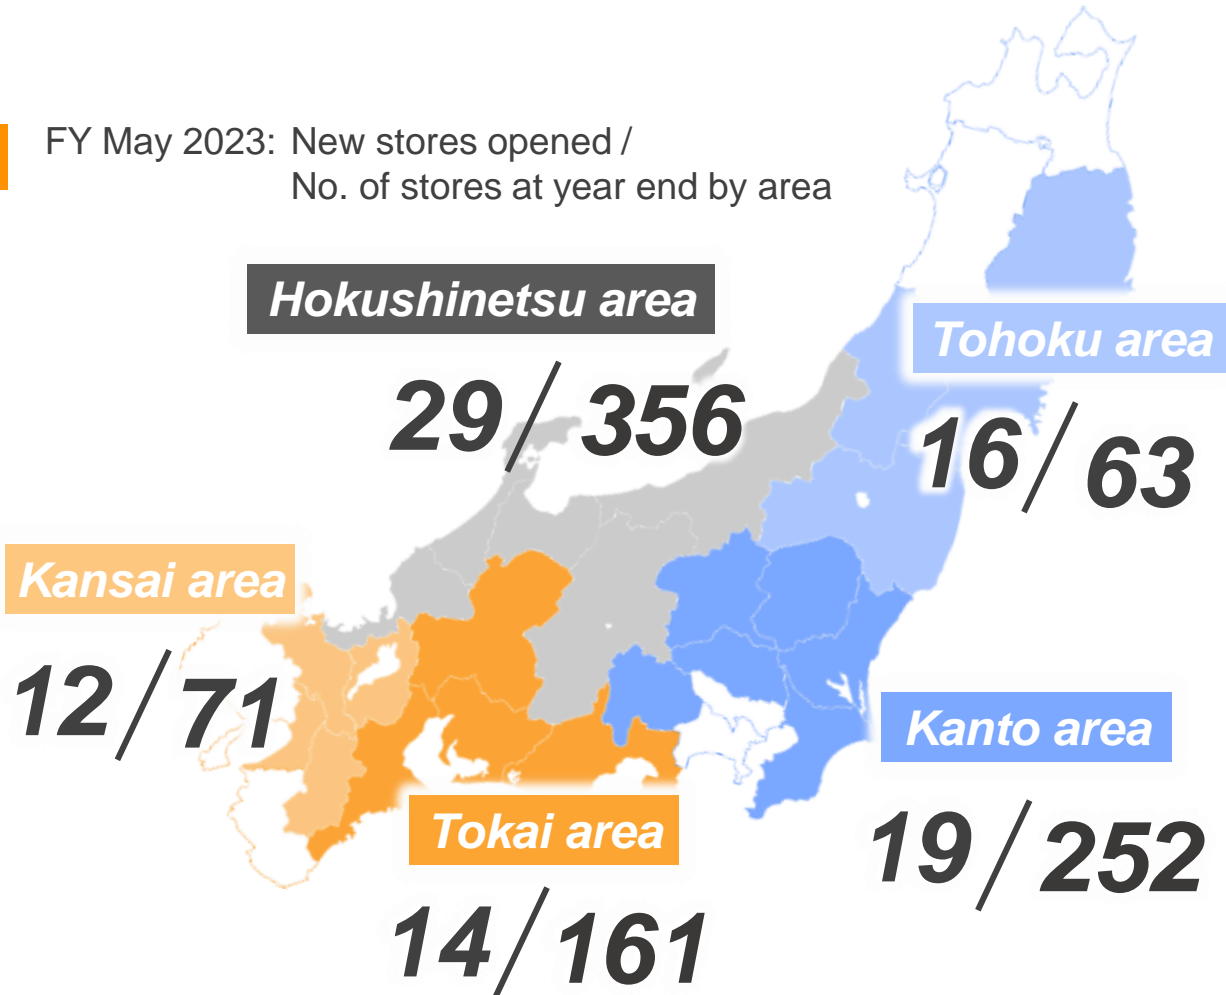 FY May 2023: New stores opened /
No. of stores at year end by area
Hokushinetsu area
29 / 356
Tohoku area
16 / 63
Kansai area
12 / 71
Kanto area
19 / 252
Tokai area
14 / 161